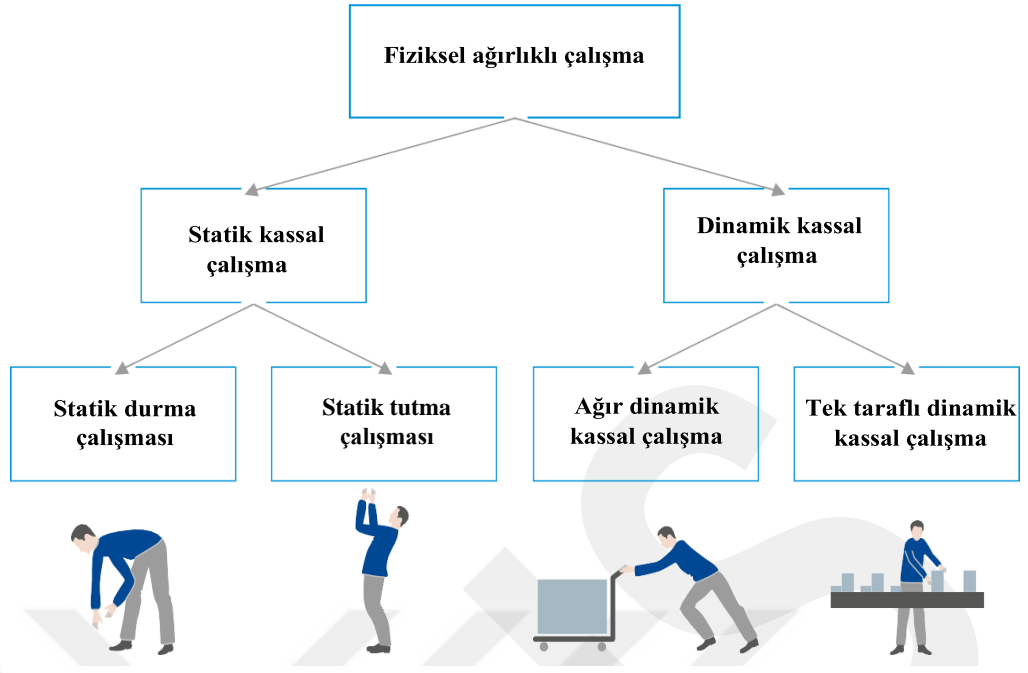 Fiziksel ağırlıklı çalışma
Statik kassal
çalışma
Dinamik kassal
çalışma
Statik durma
çalışması
Statik tutma
çalışması
Ağır dinamik
kassal çalışma
Tek taraflı dinamik
kassal çalışma